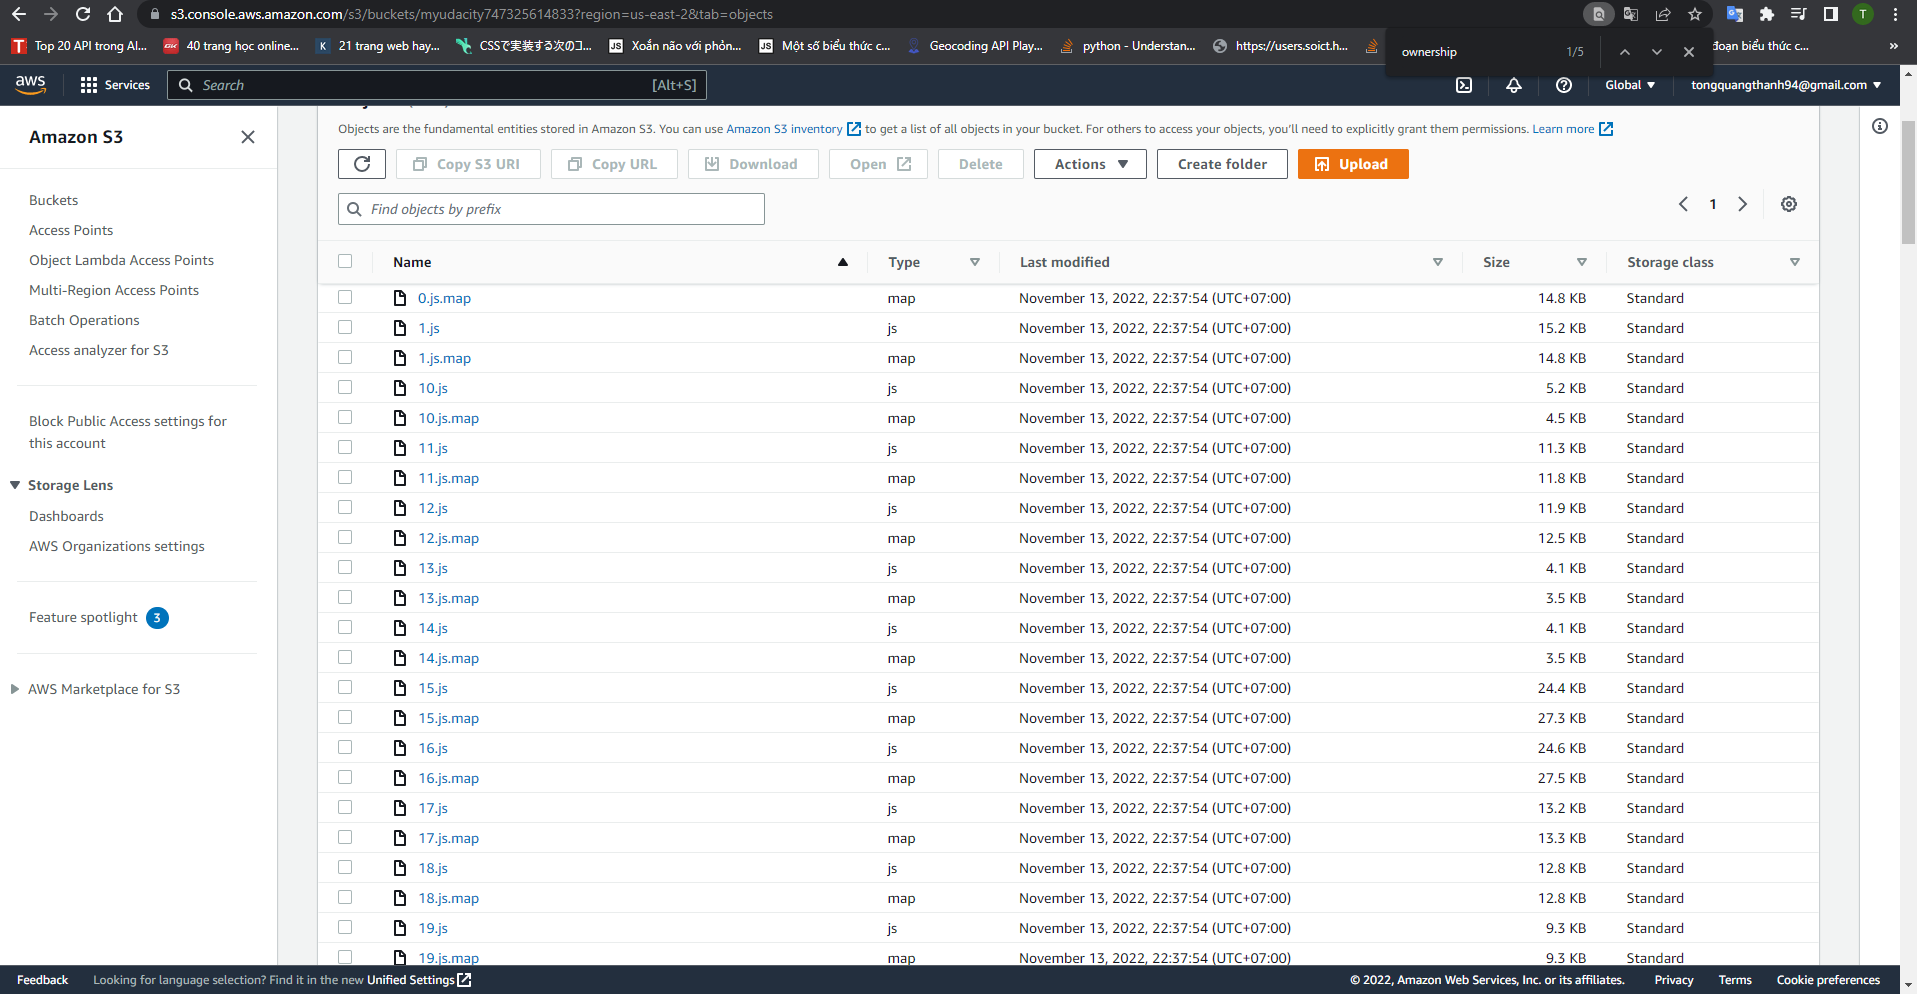 s3.console.aws.amazon.com/s3/buckets/myudacity747325614833?region=us-east-2&tab=objects
T Top 20 API trong AI... 40 trang học online... K 21 trang web hay... CSSで実装する次のコ... JS Xoắn não với phỏn... JS Một số biểu thức c... Geocoding API Play... python - Understan... https://users.soict.h... đoạn biểu thức c... »
ownership 1/5
aws Services Search [Alt+S] Global tongquangthanh94@gmail.com
Amazon S3
Buckets
Access Points
Object Lambda Access Points
Multi-Region Access Points
Batch Operations
Access analyzer for S3
Block Public Access settings for
this account
Storage Lens
Dashboards
AWS Organizations settings
Feature spotlight 3
AWS Marketplace for S3
Objects are the fundamental entities stored in Amazon S3. You can use Amazon S3 inventory to get a list of all objects in your bucket. For others to access your objects, you'll need to explicitly grant them permissions. Learn more
Copy S3 URI Copy URL Download Open Delete Actions Create folder Upload
Find objects by prefix 1
Name Type Last modified Size Storage class
0.js.map map November 13, 2022, 22:37:54 (UTC+07:00) 14.8 KB Standard
1.js js November 13, 2022, 22:37:54 (UTC+07:00) 15.2 KB Standard
1.js.map map November 13, 2022, 22:37:54 (UTC+07:00) 14.8 KB Standard
10.js js November 13, 2022, 22:37:54 (UTC+07:00) 5.2 KB Standard
10.js.map map November 13, 2022, 22:37:54 (UTC+07:00) 4.5 KB Standard
11.js js November 13, 2022, 22:37:54 (UTC+07:00) 11.3 KB Standard
11.js.map map November 13, 2022, 22:37:54 (UTC+07:00) 11.8 KB Standard
12.js js November 13, 2022, 22:37:54 (UTC+07:00) 11.9 KB Standard
12.js.map map November 13, 2022, 22:37:54 (UTC+07:00) 12.5 KB Standard
13.js js November 13, 2022, 22:37:54 (UTC+07:00) 4.1 KB Standard
13.js.map map November 13, 2022, 22:37:54 (UTC+07:00) 3.5 KB Standard
14.js js November 13, 2022, 22:37:54 (UTC+07:00) 4.1 KB Standard
14.js.map map November 13, 2022, 22:37:54 (UTC+07:00) 3.5 KB Standard
15.js js November 13, 2022, 22:37:54 (UTC+07:00) 24.4 KB Standard
15.js.map map November 13, 2022, 22:37:54 (UTC+07:00) 27.3 KB Standard
16.js js November 13, 2022, 22:37:54 (UTC+07:00) 24.6 KB Standard
16.js.map map November 13, 2022, 22:37:54 (UTC+07:00) 27.5 KB Standard
17.js js November 13, 2022, 22:37:54 (UTC+07:00) 13.2 KB Standard
17.js.map map November 13, 2022, 22:37:54 (UTC+07:00) 13.3 KB Standard
18.js js November 13, 2022, 22:37:54 (UTC+07:00) 12.8 KB Standard
18.js.map map November 13, 2022, 22:37:54 (UTC+07:00) 12.8 KB Standard
19.js js November 13, 2022, 22:37:54 (UTC+07:00) 9.3 KB Standard
19.js.map map November 13, 2022, 22:37:54 (UTC+07:00) 9.3 KB Standard
Feedback Looking for language selection? Find it in the new Unified Settings © 2022, Amazon Web Services, Inc. or its affiliates. Privacy Terms Cookie preferences